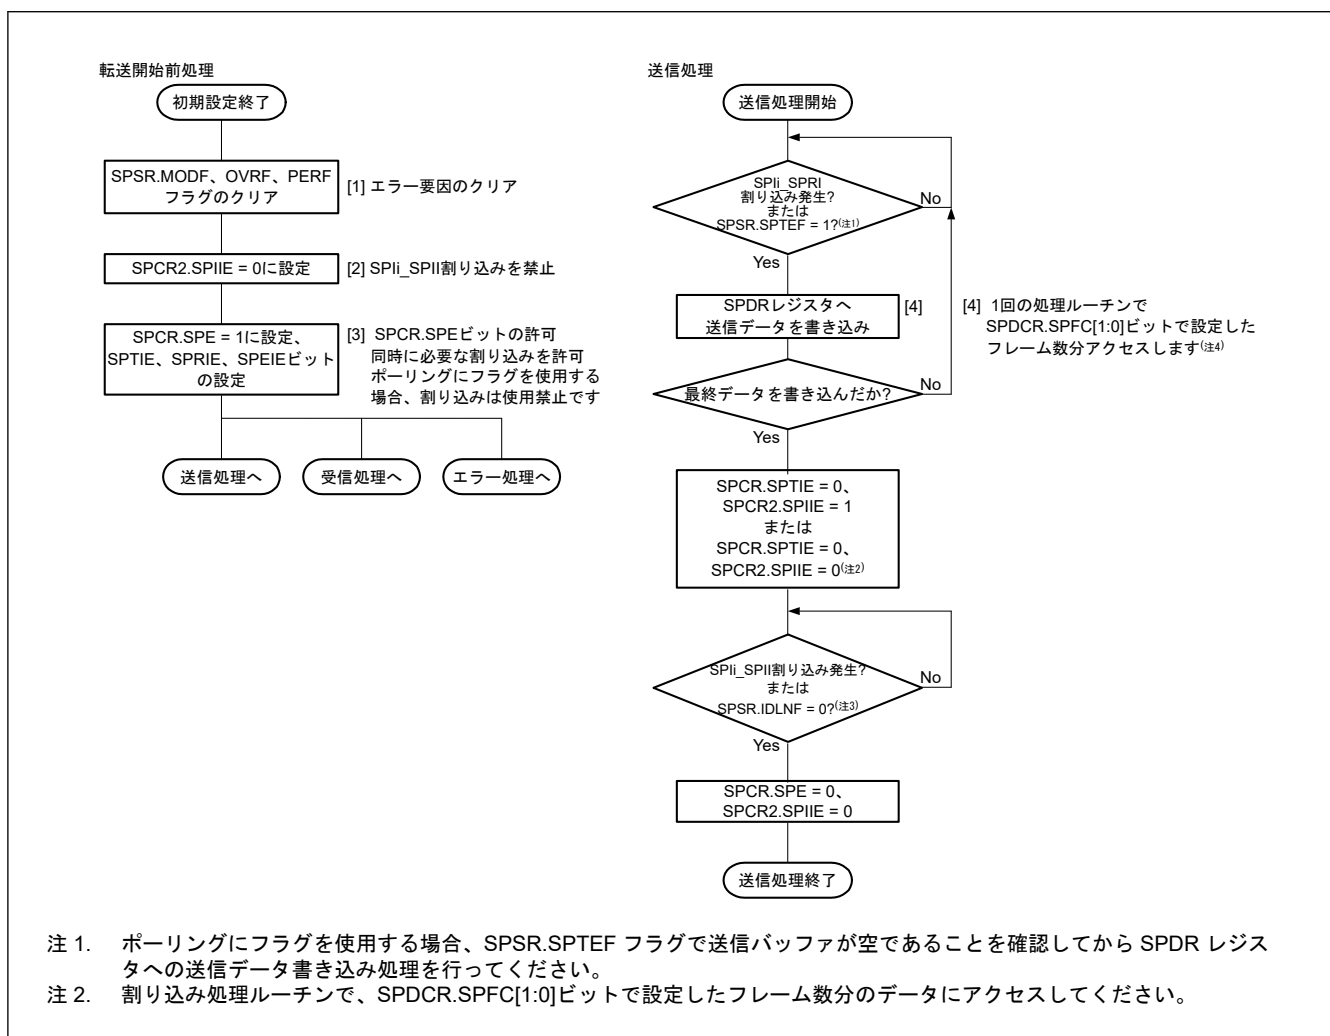 転送開始前処理
初期設定終了
SPSR.MODF、OVRF、PERF
フラグのクリア
[1] エラー要因のクリア
SPCR2.SPIIE = 0に設定
[2] SPIi_SPII割り込みを禁止
SPCR.SPE = 1に設定、
SPTIE、SPRIE、SPEIEビット
の設定
[3] SPCR.SPEビットの許可
同時に必要な割り込みを許可
ポーリングにフラグを使用する
場合、割り込みは使用禁止です
送信処理へ
受信処理へ
エラー処理へ
送信処理
送信処理開始
SPIi_SPRI
割り込み発生?
または
SPSR.SPTEF = 1?(注1)
No
Yes
SPDRレジスタへ
送信データを書き込み
[4]
[4] 1回の処理ルーチンで
SPDCR.SPFC[1:0]ビットで設定した
フレーム数分アクセスします(注4)
最終データを書き込んだか?
No
Yes
SPCR.SPTIE = 0、
SPCR2.SPIIE = 1
または
SPCR.SPTIE = 0、
SPCR2.SPIIE = 0(注2)
SPIi_SPII割り込み発生?
または
SPSR.IDLNF = 0?(注3)
No
Yes
SPCR.SPE = 0、
SPCR2.SPIIE = 0
送信処理終了
注 1. ポーリングにフラグを使用する場合、SPSR.SPTEF フラグで送信バッファが空であることを確認してから SPDR レジス
タへの送信データ書き込み処理を行ってください。
注 2. 割り込み処理ルーチンで、SPDCR.SPFC[1:0]ビットで設定したフレーム数分のデータにアクセスしてください。